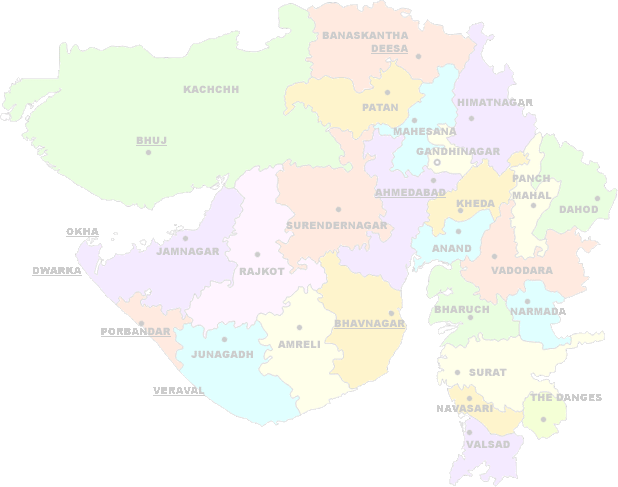 BANASKANTHA
DEESA
KACHCHH
PATAN
HIMATNAGAR
MAHESANA
BHUJ
GANDHINAGAR
PANCH
MAHAL
AHMEDABAD
KHEDA
DAHOD
SURENDERNAGAR
OKHA
JAMNAGAR
ANAND
DWARKA
RAJKOT
VADODARA
BHARUCH
NARMADA
PORBANDAR
BHAVNAGAR
JUNAGADH
AMRELI
SURAT
VERAVAL
THE DANGES
NAVASARI
VALSAD